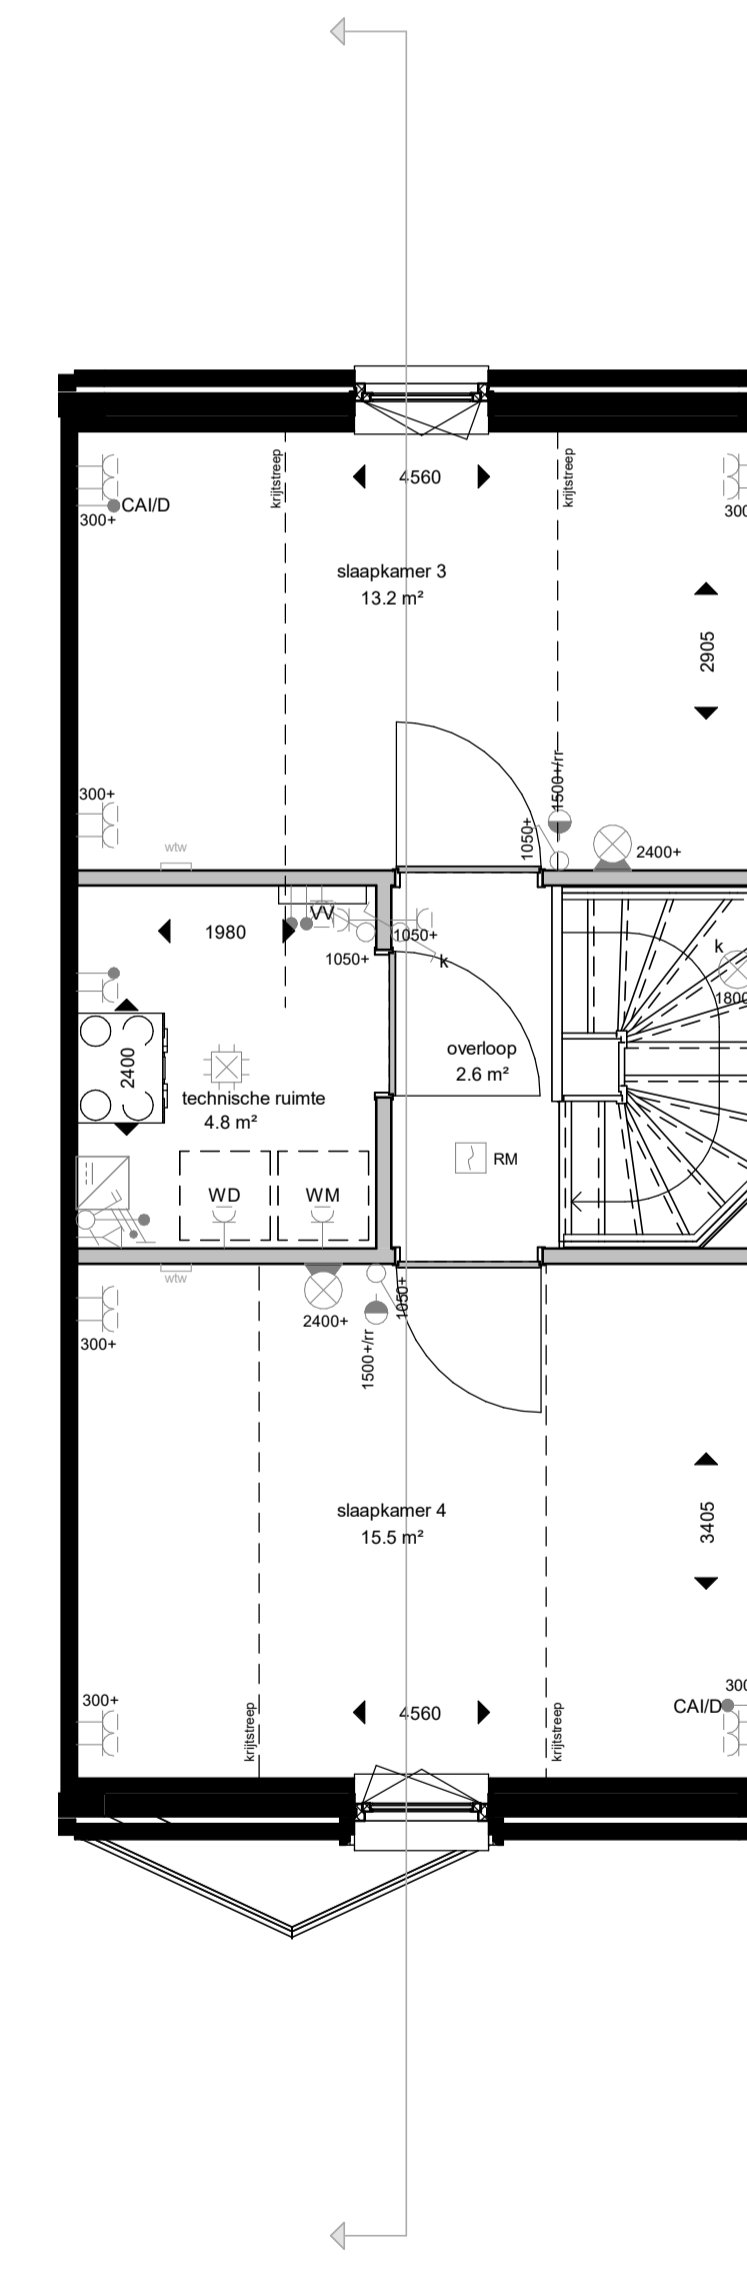 krijtstreep
krijtstreep
4560
CAI/D
300+
300
slaapkamer 3
13.2 m²
2905
300+
1500+/rr
1050+
2400+
wtw
1980
VV
1050+
1050+
k
k
1800
2400
overloop
2.6 m²
technische ruimte
4.8 m²
RM
WD
WM
wtw
2400+
1050+
1500+/rr
300+
3405
slaapkamer 4
15.5 m²
300+
300
CAI/D
4560
krijtstreep
krijtstreep